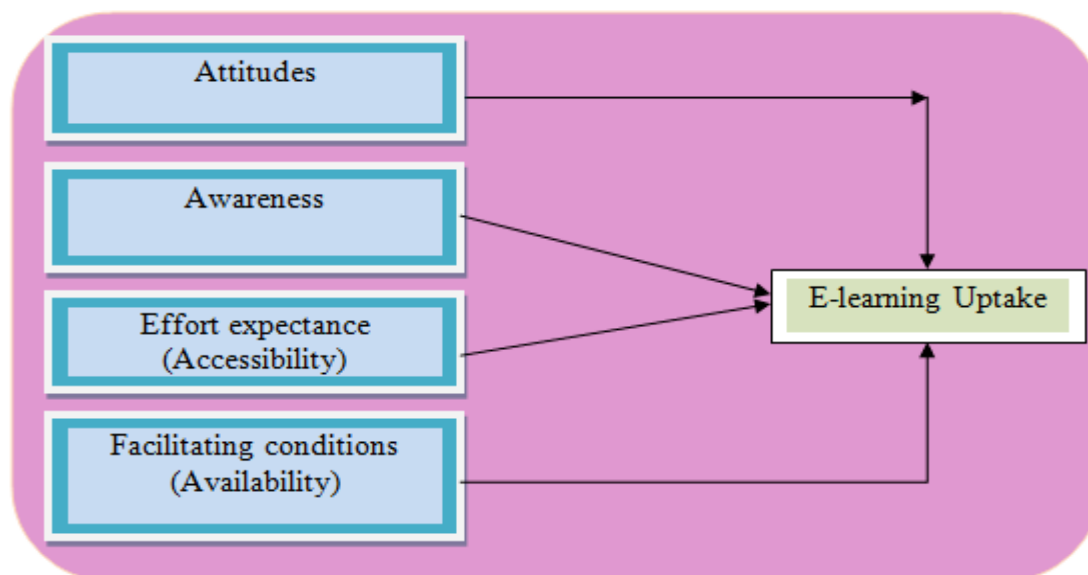 Attitudes
Awareness
Effort expectance
(Accessibility)
Facilitating conditions
(Availability)
E-learning Uptake